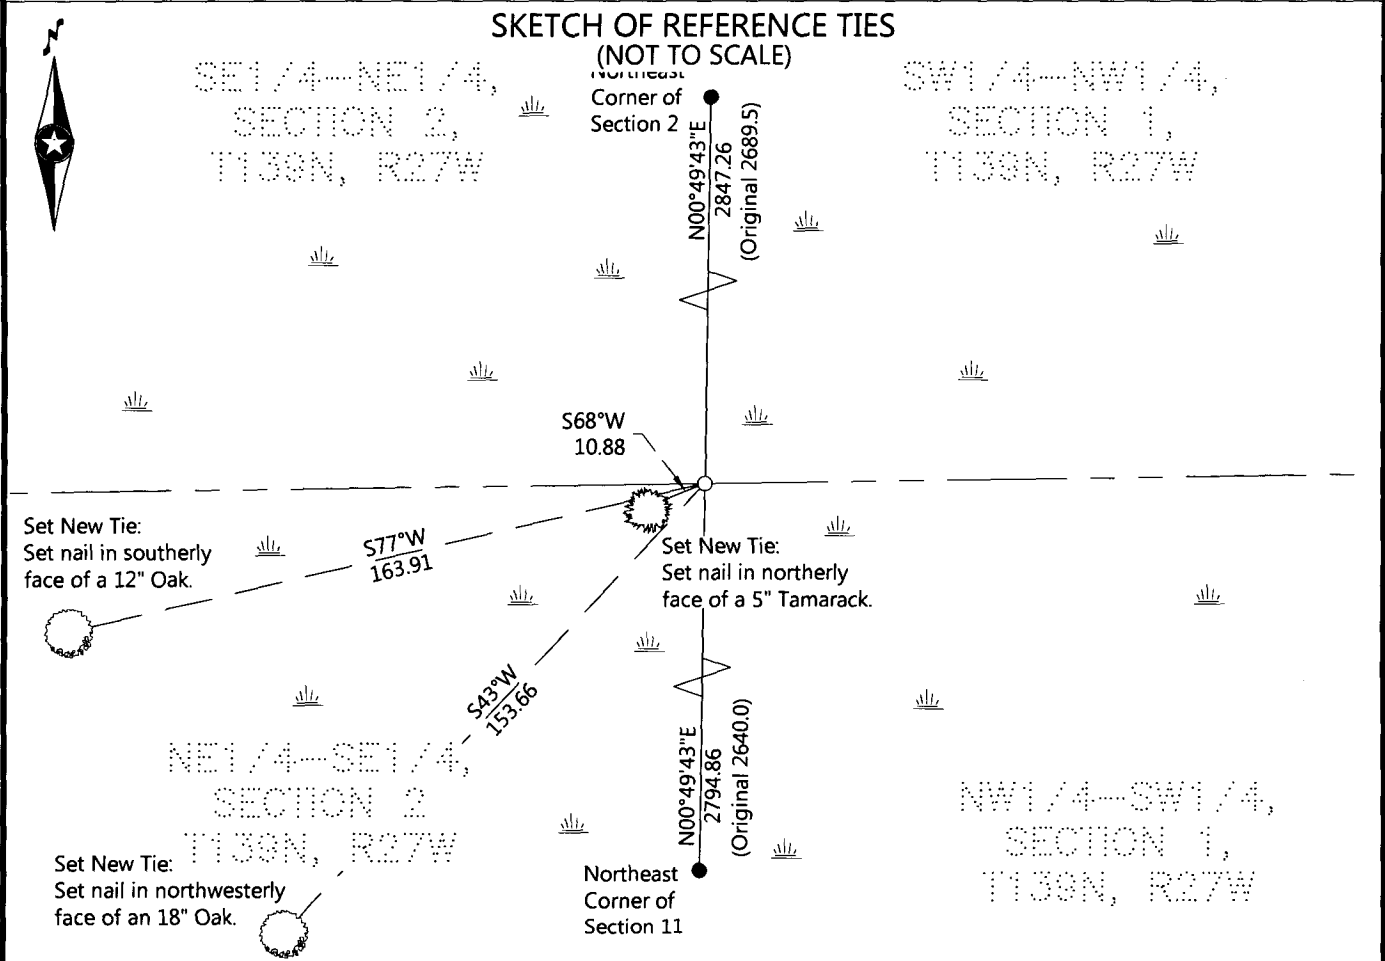 SKETCH OF REFERENCE TIES
(NOT TO SCALE)
N
SE1/4-NE1/4,
SECTION 2,
T139N, R27W
Northeast
Corner of
Section 2
N00°49'43"E
2847.26
(Original 2689.5)
SW1/4-NW1/4,
SECTION 1,
T139N, R27W
S68°W
10.88
Set New Tie:
Set nail in southerly
face of a 12" Oak.
S77°W
163.91
Set New Tie:
Set nail in northerly
face of a 5" Tamarack.
S43°W
153.66
NE1/4-SE1/4,
SECTION 2
T139N, R27W
Set New Tie:
Set nail in northwesterly
face of an 18" Oak.
N00°49'43"E
2794.86
(Original 2640.0)
Northeast
Corner of
Section 11
NW1/4-SW1/4,
SECTION 1,
T139N, R27W